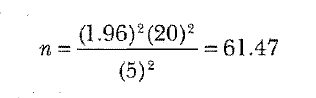 n = (1.96)²(20)² / (5)² = 61.47